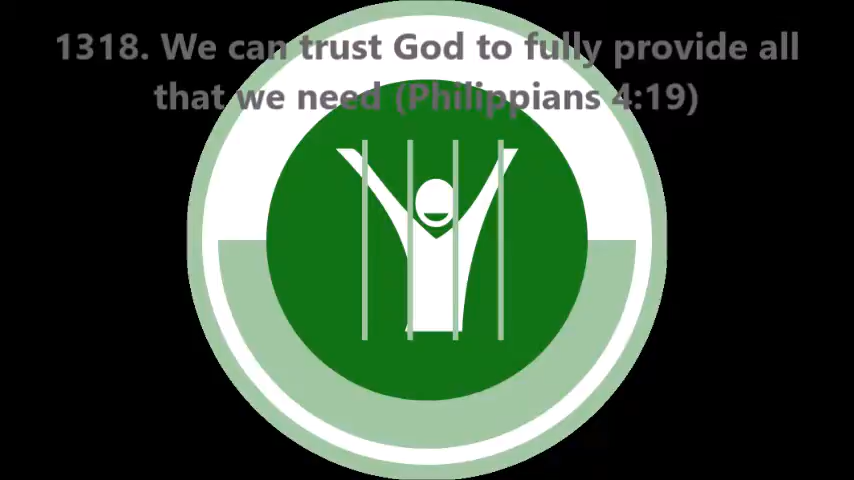 1318. We can trust God to fully provide all
that we need (Philippians 4:19)